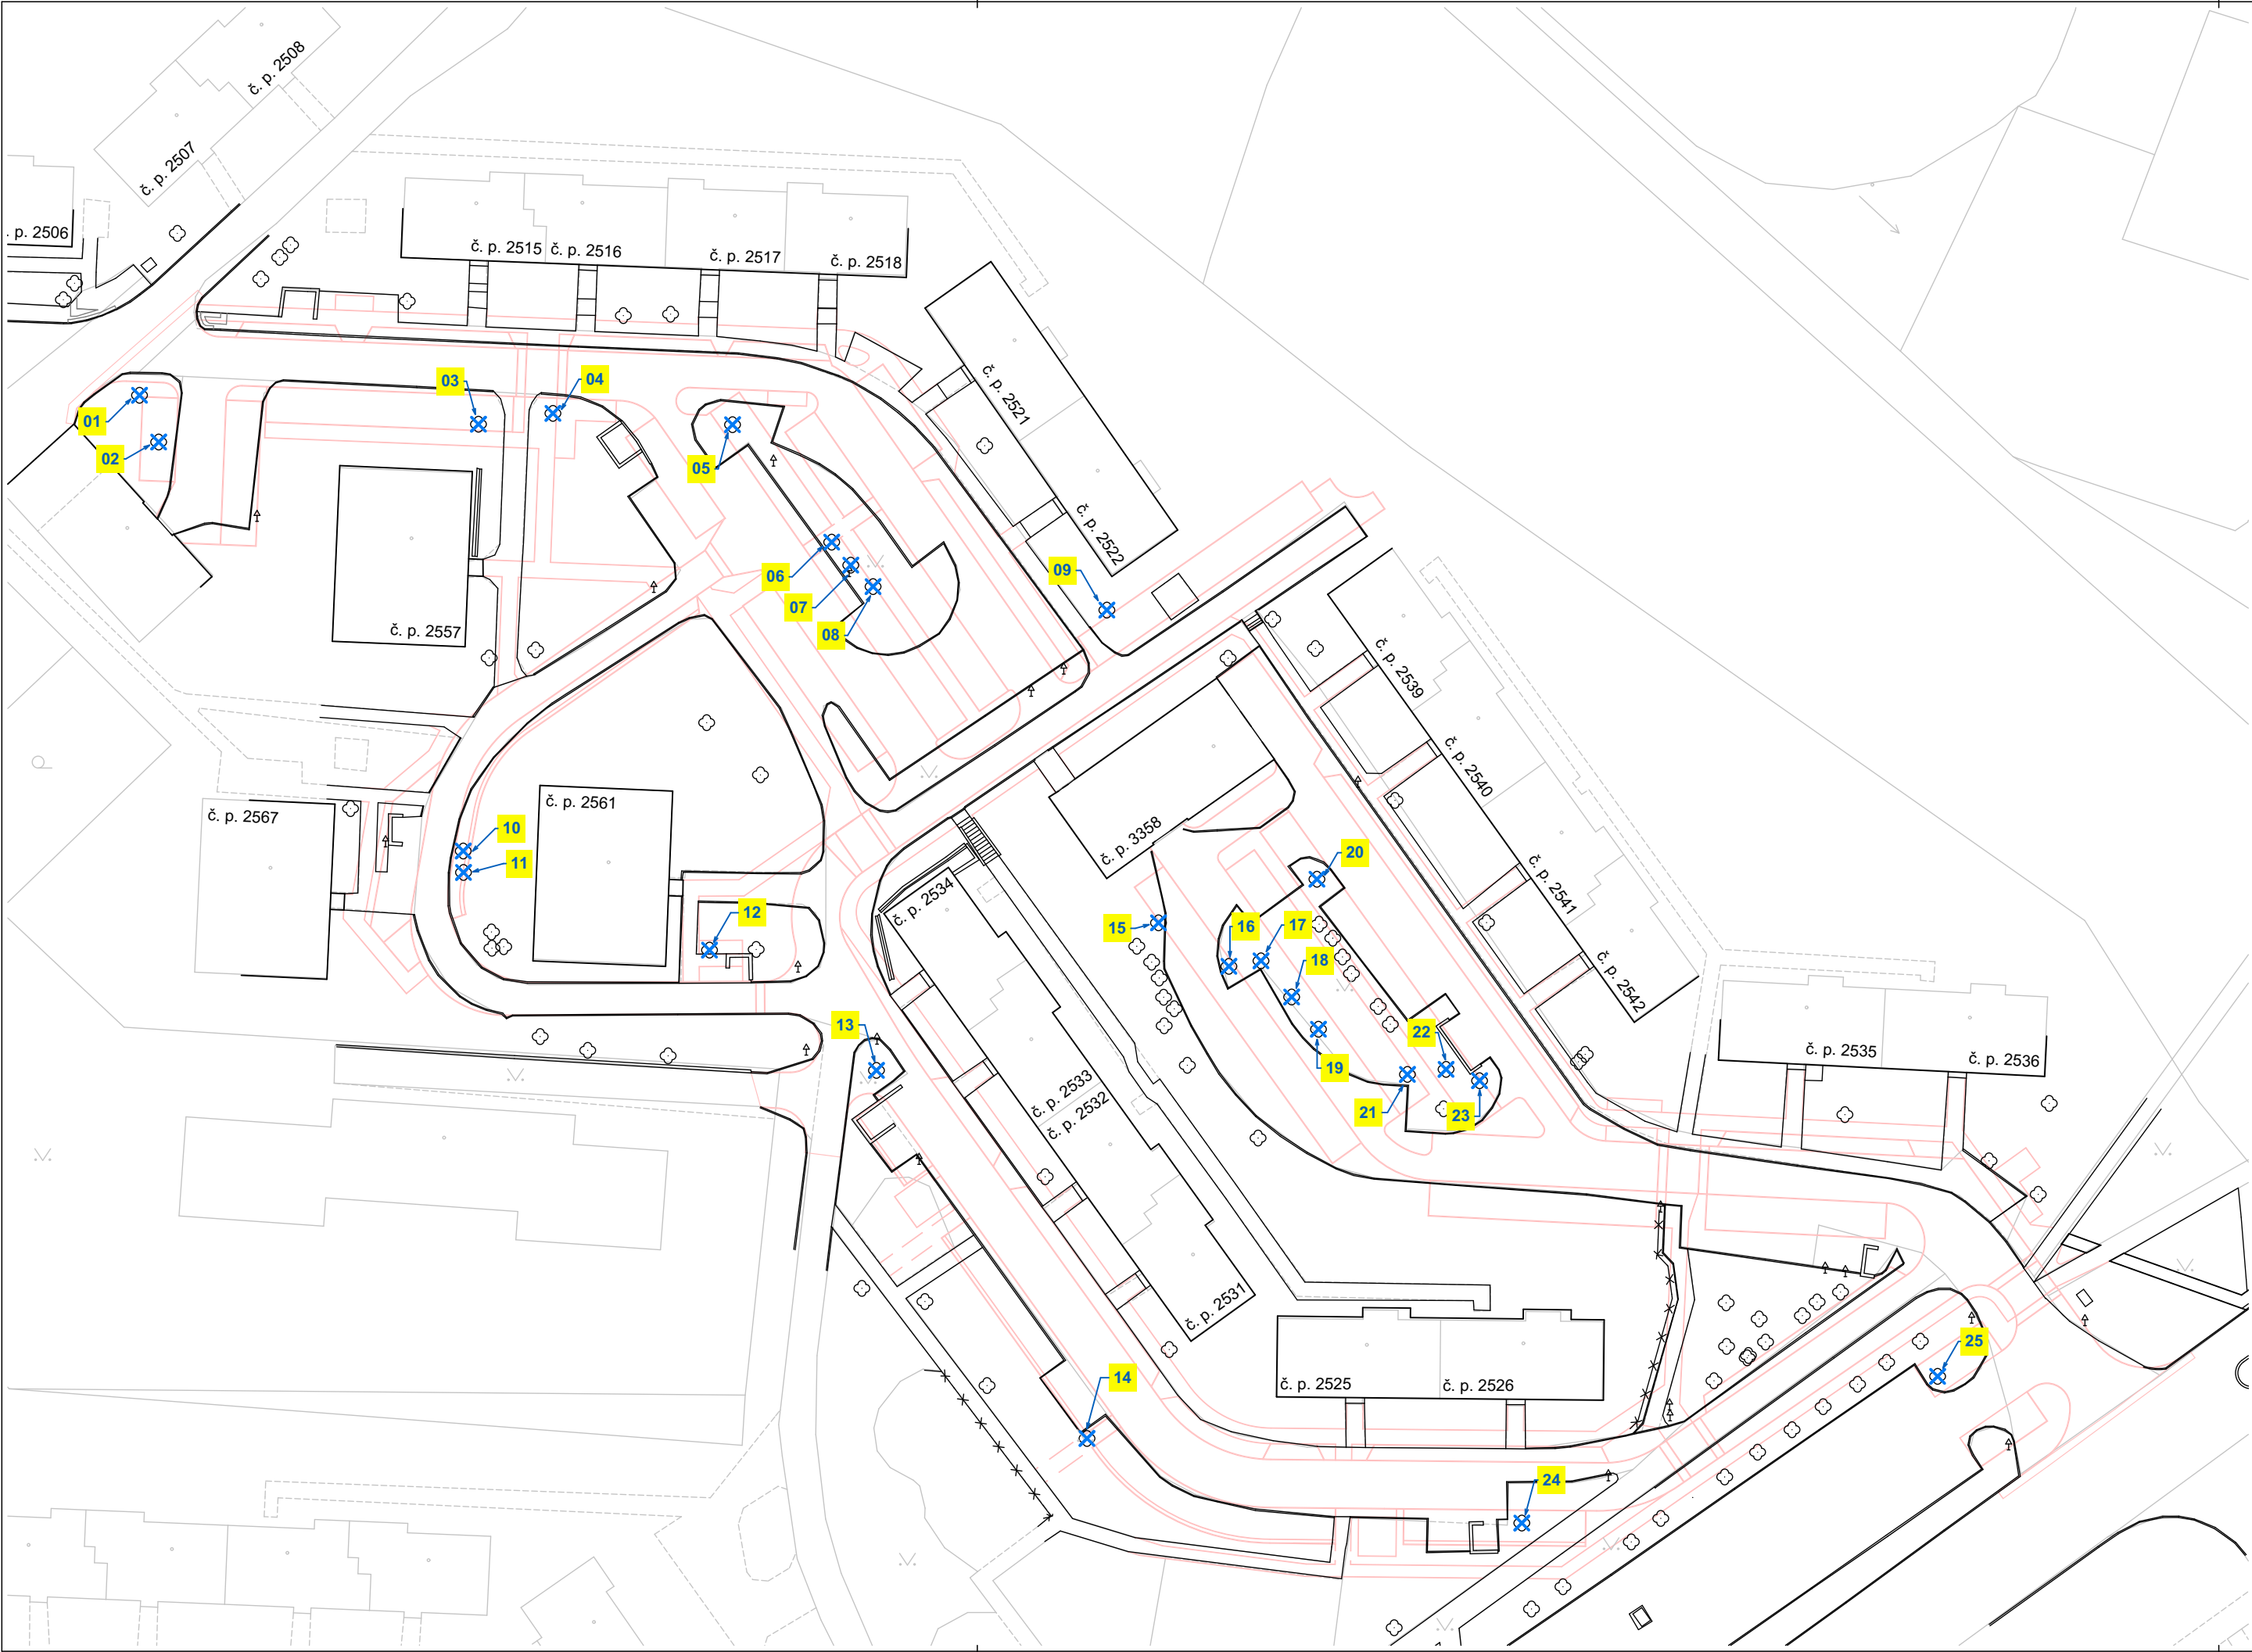 č. p. 2508
č. p. 2507
. p. 2506
č. p. 2515
č. p. 2516
č. p. 2517
č. p. 2518
č. p. 2521
č. p. 2522
01
02
03
04
05
06
07
08
09
č. p. 2557
č. p. 2539
č. p. 2540
č. p. 2541
č. p. 2542
č. p. 2567
č. p. 2561
10
11
12
č. p. 3358
č. p. 2534
č. p. 2533
č. p. 2532
č. p. 2531
13
14
15
16
17
18
19
20
21
22
23
č. p. 2535
č. p. 2536
č. p. 2525
č. p. 2526
24
25